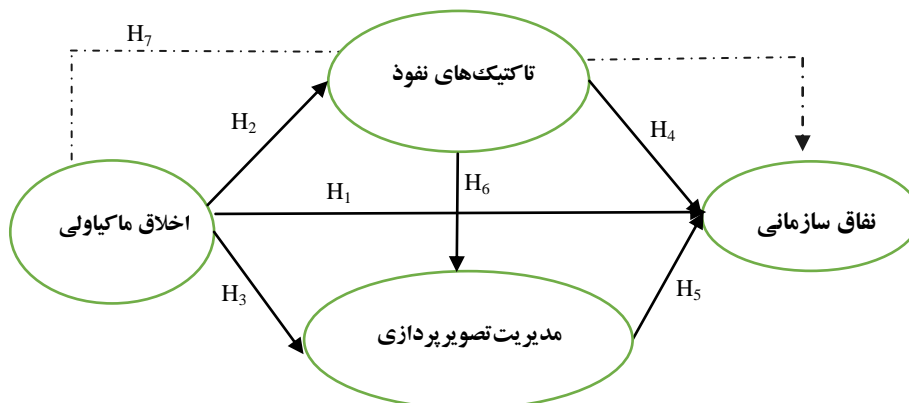 H7
تاکتیک‌های نفوذ
H2
H4
H6
H1
اخلاق ماکیاولی
نفاق سازمانی
H3
H5
مدیریت تصویرپردازی